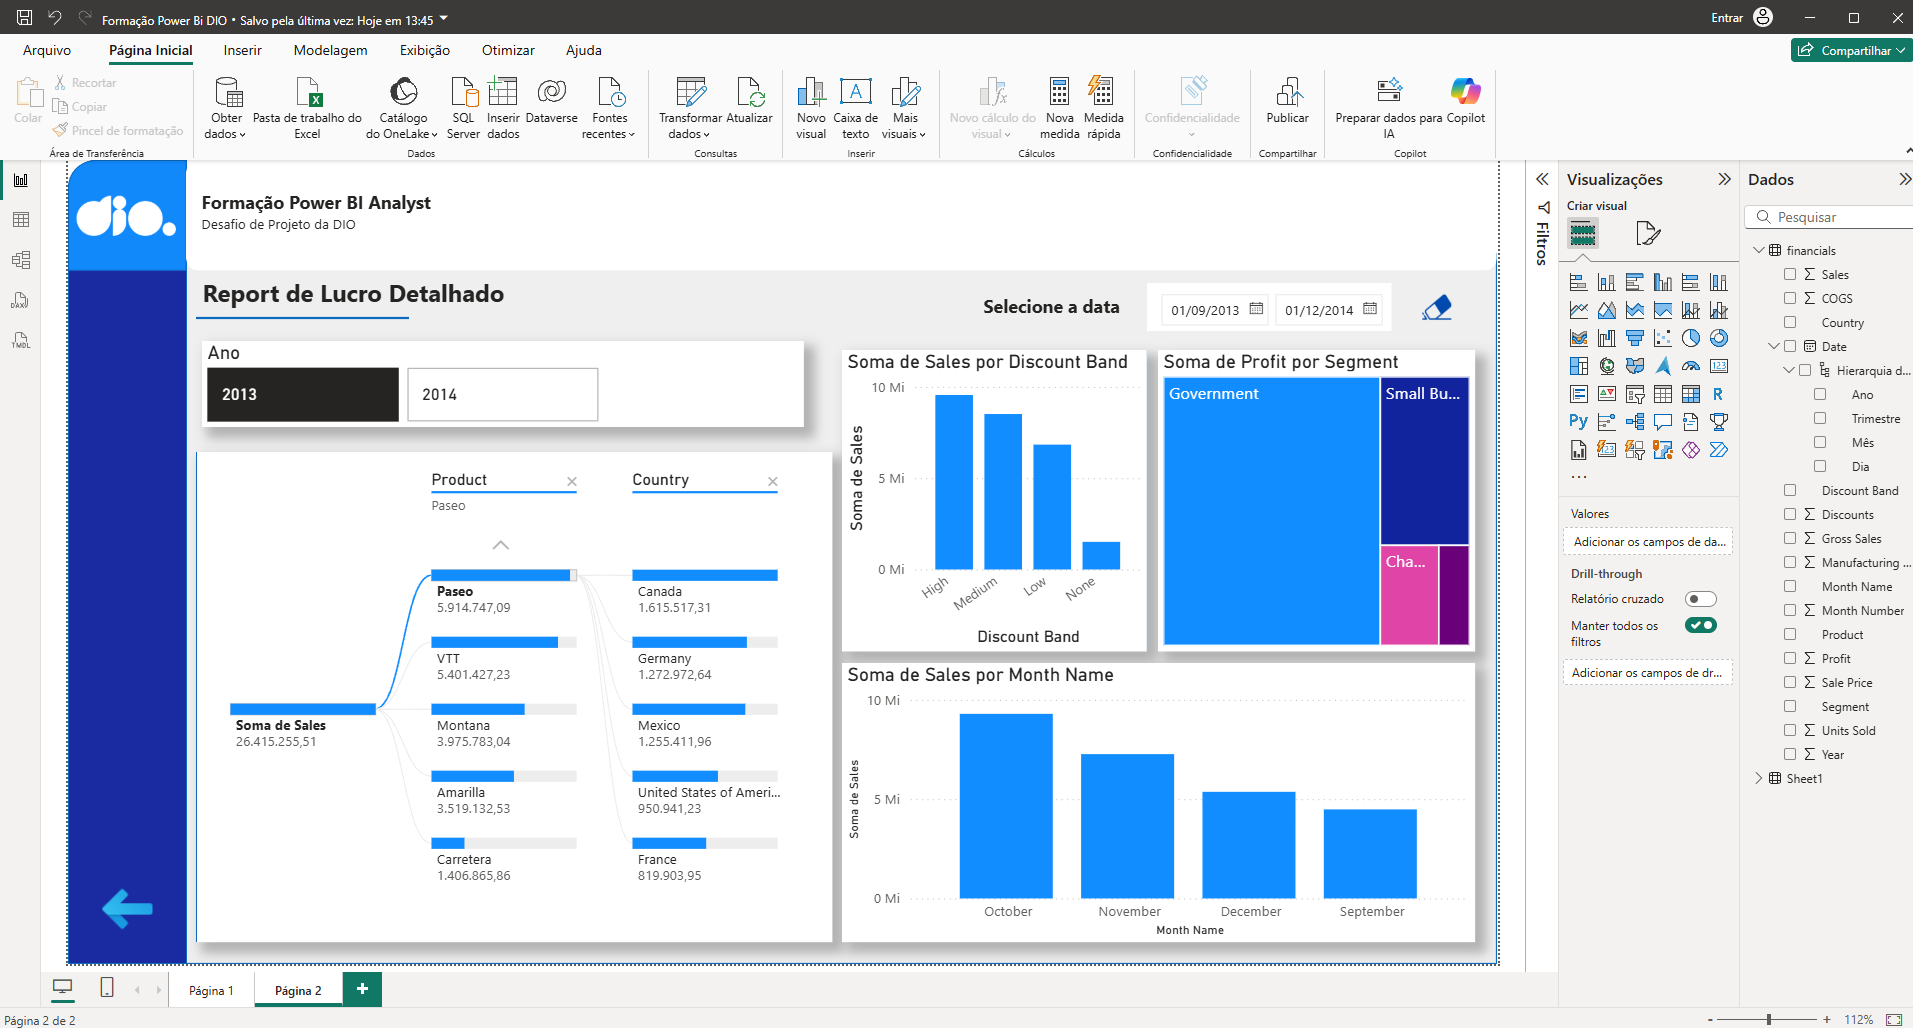 Formação Power Bi DIO • Salvo pela última vez: Hoje em 13:45
Entrar
Arquivo
Página Inicial
Inserir
Modelagem
Exibição
Otimizar
Ajuda
Compartilhar
Colar
Recortar
Copiar
Pincel de formatação
Área de Transferência
Obter dados
Pasta de trabalho do Excel
Catálogo do OneLake
SQL Server
Inserir dados
Dataverse
Fontes recentes
Dados
Transformar dados
Atualizar
Consultas
Novo visual
Caixa de texto
Mais visuais
Inserir
Novo cálculo do visual
Nova medida
Medida rápida
Cálculos
Confidencialidade
Confidencialidade
Publicar
Compartilhar
Preparar dados para IA
Copilot
Copilot
DAX
TMDL
dio.
Formação Power BI Analyst
Desafio de Projeto da DIO
Report de Lucro Detalhado
Selecione a data
01/09/2013
01/12/2014
Ano
2013
2014
Product
Paseo
Country
Soma de Sales
26.415.255,51
Paseo
5.914.747,09
VTT
5.401.427,23
Montana
3.975.783,04
Amarilla
3.519.132,53
Carretera
1.406.865,86
Canada
1.615.517,31
Germany
1.272.972,64
Mexico
1.255.411,96
United States of Ameri...
950.941,23
France
819.903,95
Soma de Sales por Discount Band
10 Mi
5 Mi
0 Mi
Soma de Sales
High
Medium
Low
None
Discount Band
Soma de Profit por Segment
Government
Small Bu...
Cha...
Soma de Sales por Month Name
10 Mi
5 Mi
0 Mi
Soma de Sales
October
November
December
September
Month Name
Filtros
Visualizações
Criar visual
123
R
Py
123
...
Valores
Adicionar os campos de da...
Drill-through
Relatório cruzado
Manter todos os filtros
Adicionar os campos de dr...
Dados
Pesquisar
financials
Sales
COGS
Country
Date
Hierarquia d...
Ano
Trimestre
Mês
Dia
Discount Band
Discounts
Gross Sales
Manufacturing ...
Month Name
Month Number
Product
Profit
Sale Price
Segment
Units Sold
Year
Sheet1
Página 1
Página 2
+
Página 2 de 2
- + 112%